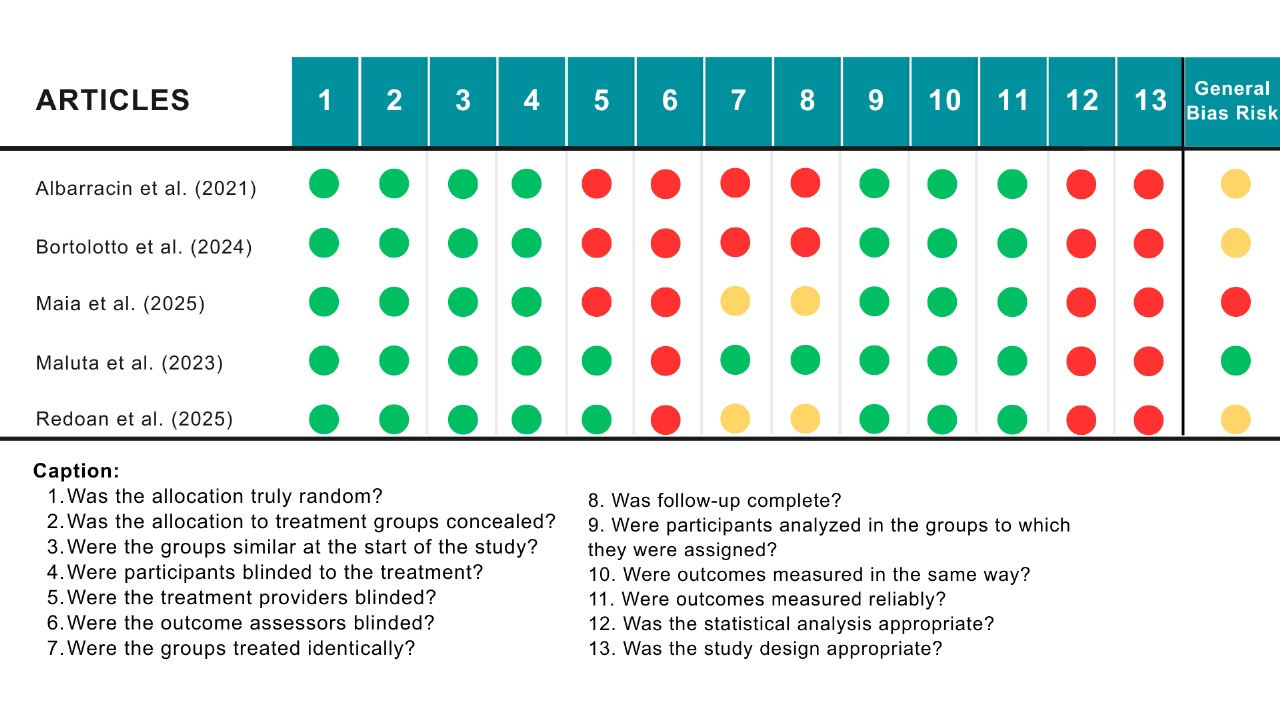 ARTICLES 1 2 3 4 5 6 7 8 9 10 11 12 13 General
Bias Risk
Albarracin et al. (2021)
Bortolotto et al. (2024)
Maia et al. (2025)
Maluta et al. (2023)
Redoan et al. (2025)
Caption:
1.Was the allocation truly random?
2.Was the allocation to treatment groups concealed?
3.Were the groups similar at the start of the study?
4.Were participants blinded to the treatment?
5.Were the treatment providers blinded?
6.Were the outcome assessors blinded?
7.Were the groups treated identically?
8. Was follow-up complete?
9. Were participants analyzed in the groups to which
they were assigned?
10. Were outcomes measured in the same way?
11. Were outcomes measured reliably?
12. Was the statistical analysis appropriate?
13. Was the study design appropriate?